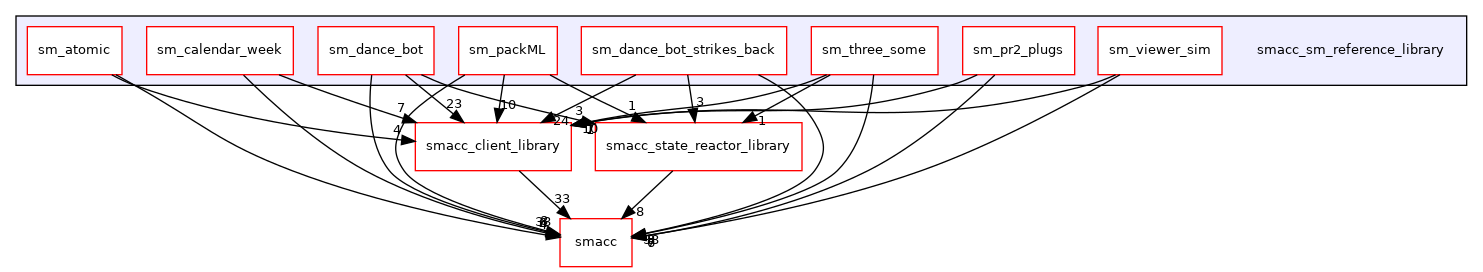 sm_atomic
sm_calendar_week
sm_dance_bot
sm_packML
sm_dance_bot_strikes_back
sm_three_some
sm_pr2_plugs
sm_viewer_sim
smacc_sm_reference_library
7
23
10
1
3
3
1
24
4
10
smacc_client_library
smacc_state_reactor_library
33
8
smacc